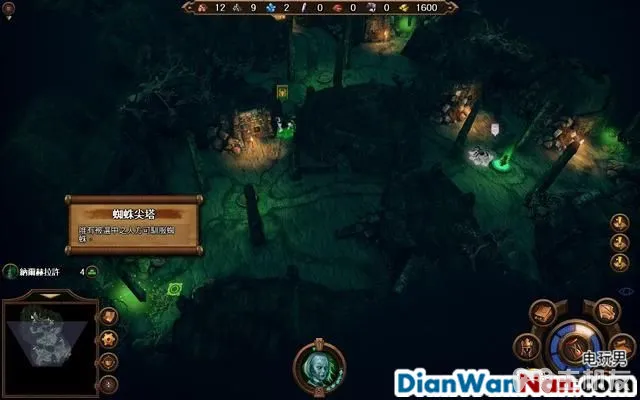 12 9 2 0 0 0 1600
蜘蛛尖塔
唯有被選中之人方可馴服蜘
蛛。
納爾赫拉許 4
电玩男
DianWanNan.com